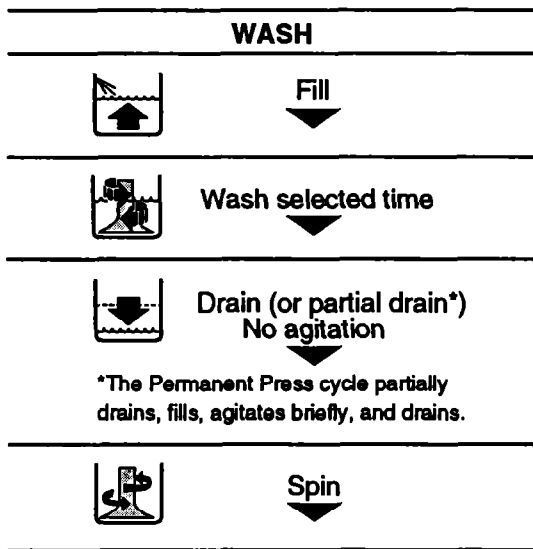 WASH
Fill
Wash selected time
Drain (or partial drain*)
No agitation
*The Permanent Press cycle partially
drains, fills, agitates briefly, and drains.
Spin